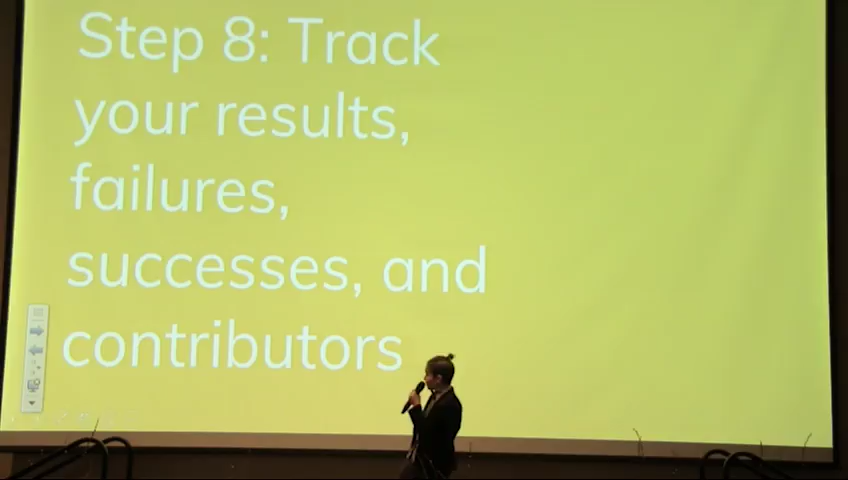 Step 8: Track
your results,
failures,
successes, and
contributors